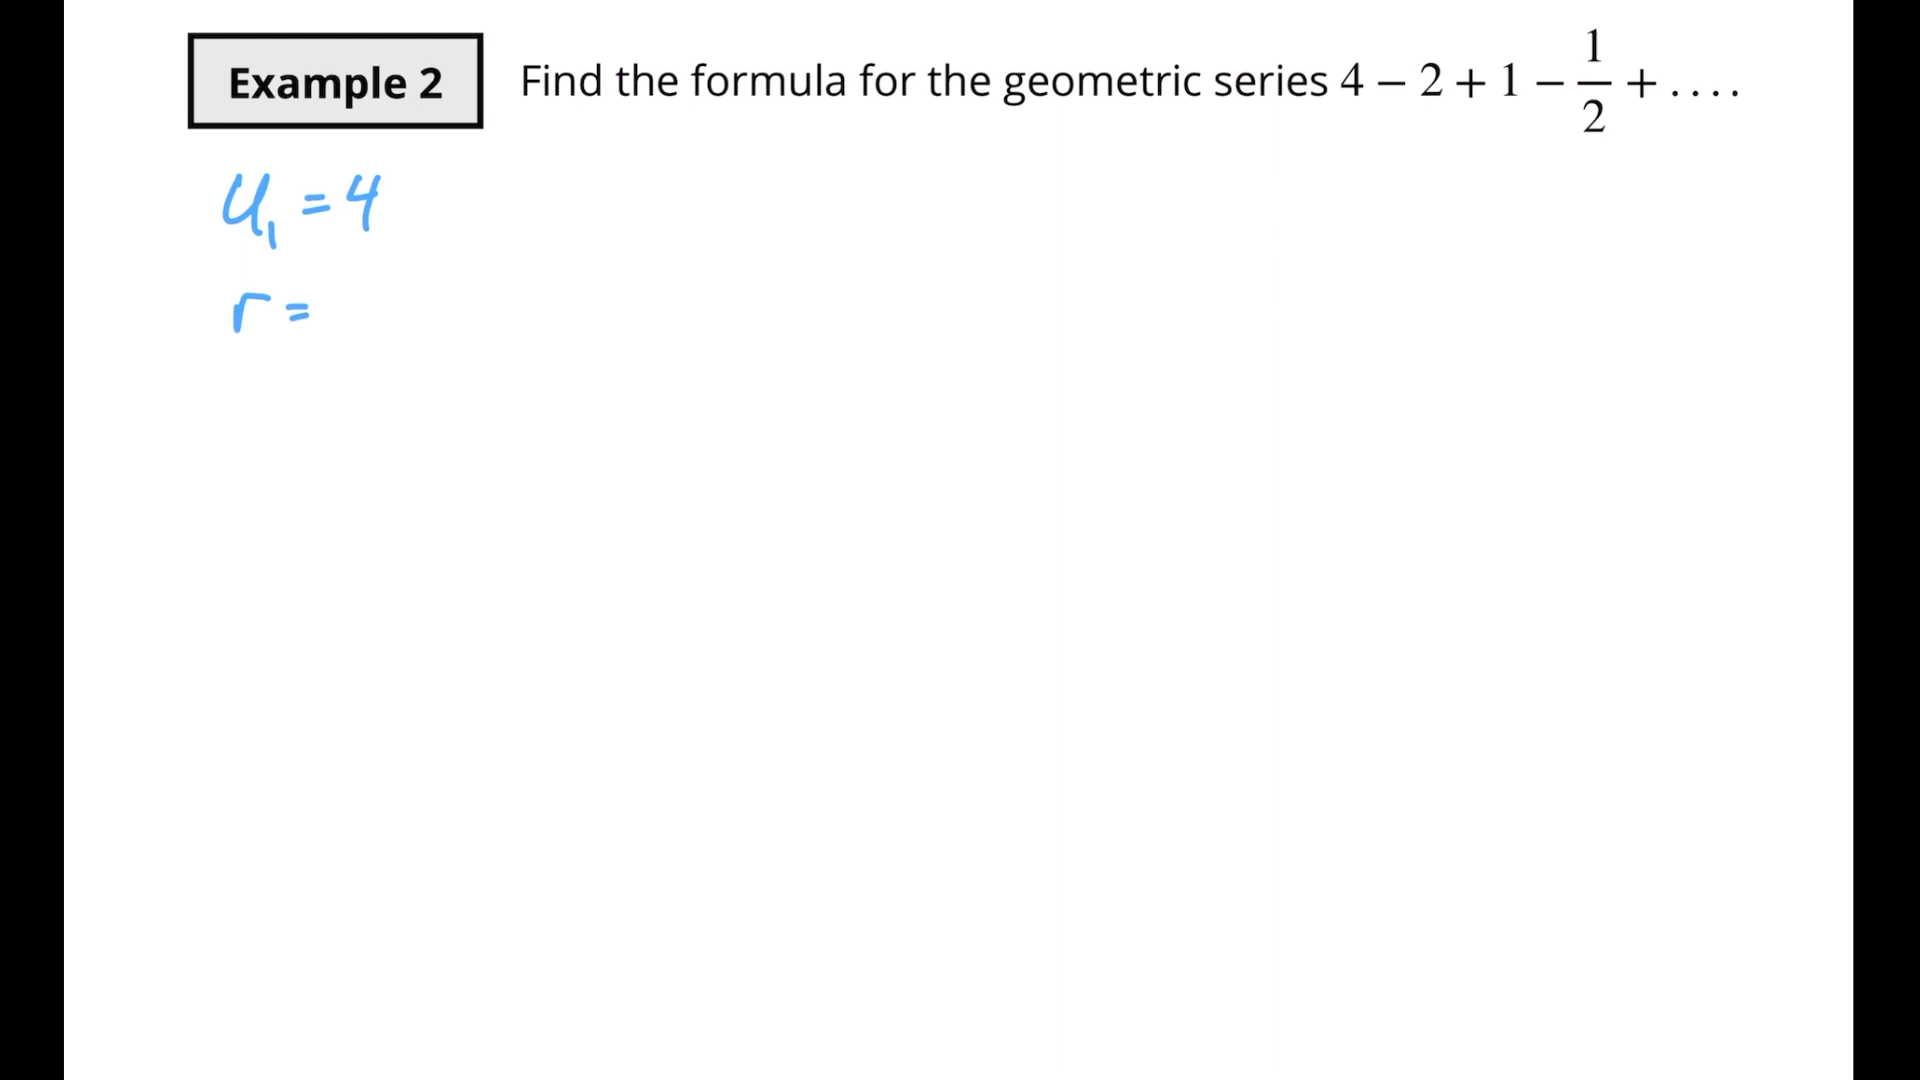 Example 2 Find the formula for the geometric series 4 − 2 + 1 − 1/2 + ....
u₁ = 4
r =